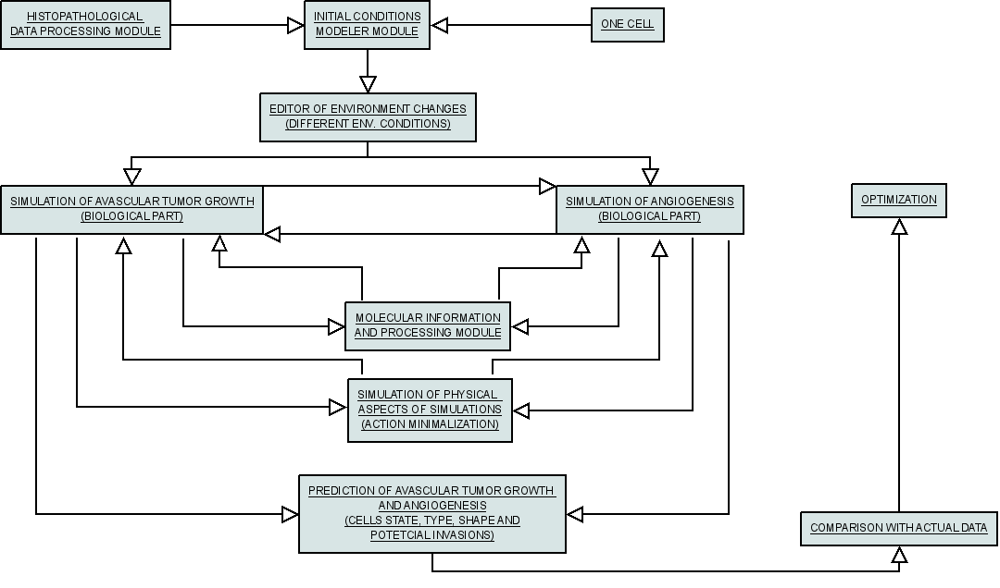 HISTOPATHOLOGICAL
DATA PROCESSING MODULE
INITIAL CONDITIONS
MODELER MODULE
ONE CELL
EDITOR OF ENVIRONMENT CHANGES
(DIFFERENT ENV. CONDITIONS)
SIMULATION OF AVASCULAR TUMOR GROWTH
(BIOLOGICAL PART)
SIMULATION OF ANGIOGENESIS
(BIOLOGICAL PART)
OPTIMIZATION
MOLECULAR INFORMATION
AND PROCESSING MODULE
SIMULATION OF PHYSICAL
ASPECTS OF SIMULATIONS
(ACTION MINIMALIZATION)
PREDICTION OF AVASCULAR TUMOR GROWTH
AND ANGIOGENESIS
(CELLS STATE, TYPE, SHAPE AND
POTETCIAL INVASIONS)
COMPARISON WITH ACTUAL DATA